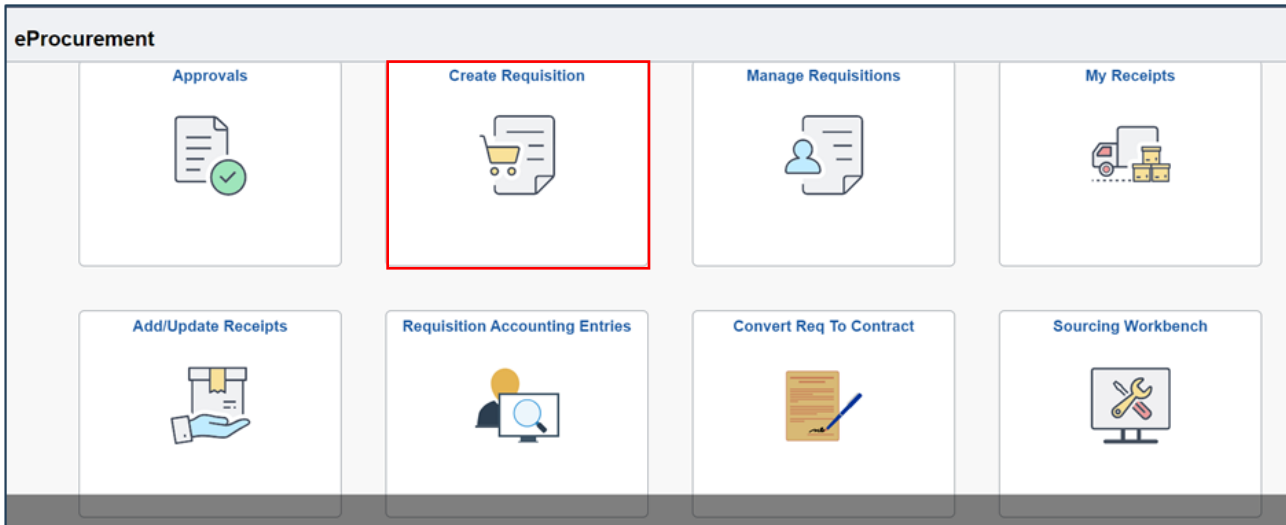 eProcurement
Approvals
Create Requisition
Manage Requisitions
My Receipts
Add/Update Receipts
Requisition Accounting Entries
Convert Req To Contract
Sourcing Workbench